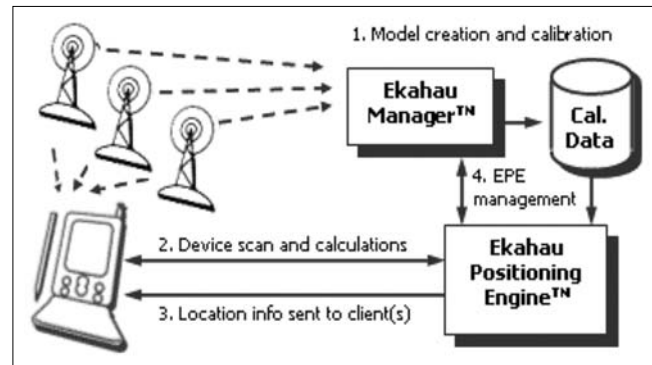 1. Model creation and calibration
Ekahau
Manager™
Cal.
Data
4. EPE
management
2. Device scan and calculations
Ekahau
Positioning
Engine™
3. Location info sent to client(s)